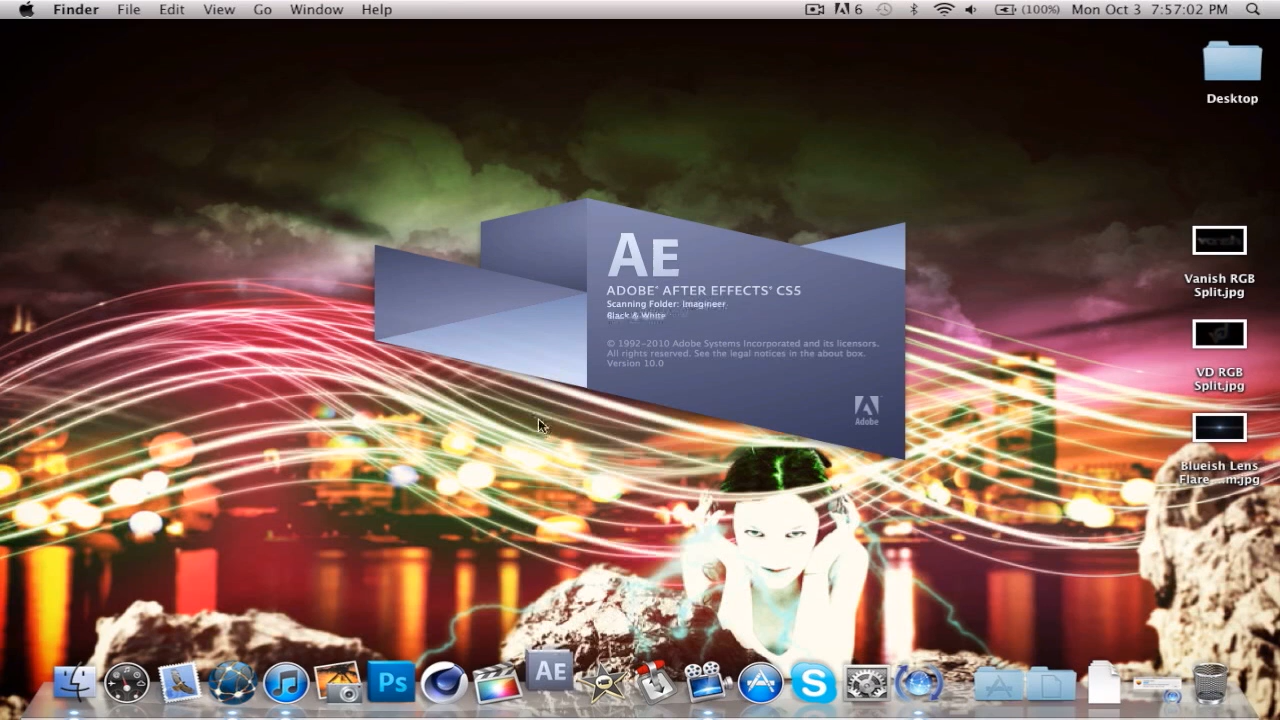 Finder File Edit View Go Window Help
6 (100%) Mon Oct 3 7:57:02 PM
Desktop
AE
ADOBE® AFTER EFFECTS® CS5
Scanning Folder: Imagineer
Black & White
© 1992-2010 Adobe Systems Incorporated and its licensors.
All rights reserved. See the legal notices in the about box.
Version 10.0
Adobe
Vanish RGB
Split.jpg
VD RGB
Split.jpg
Blueish Lens
Flare ...m.jpg
Ps
AE
S